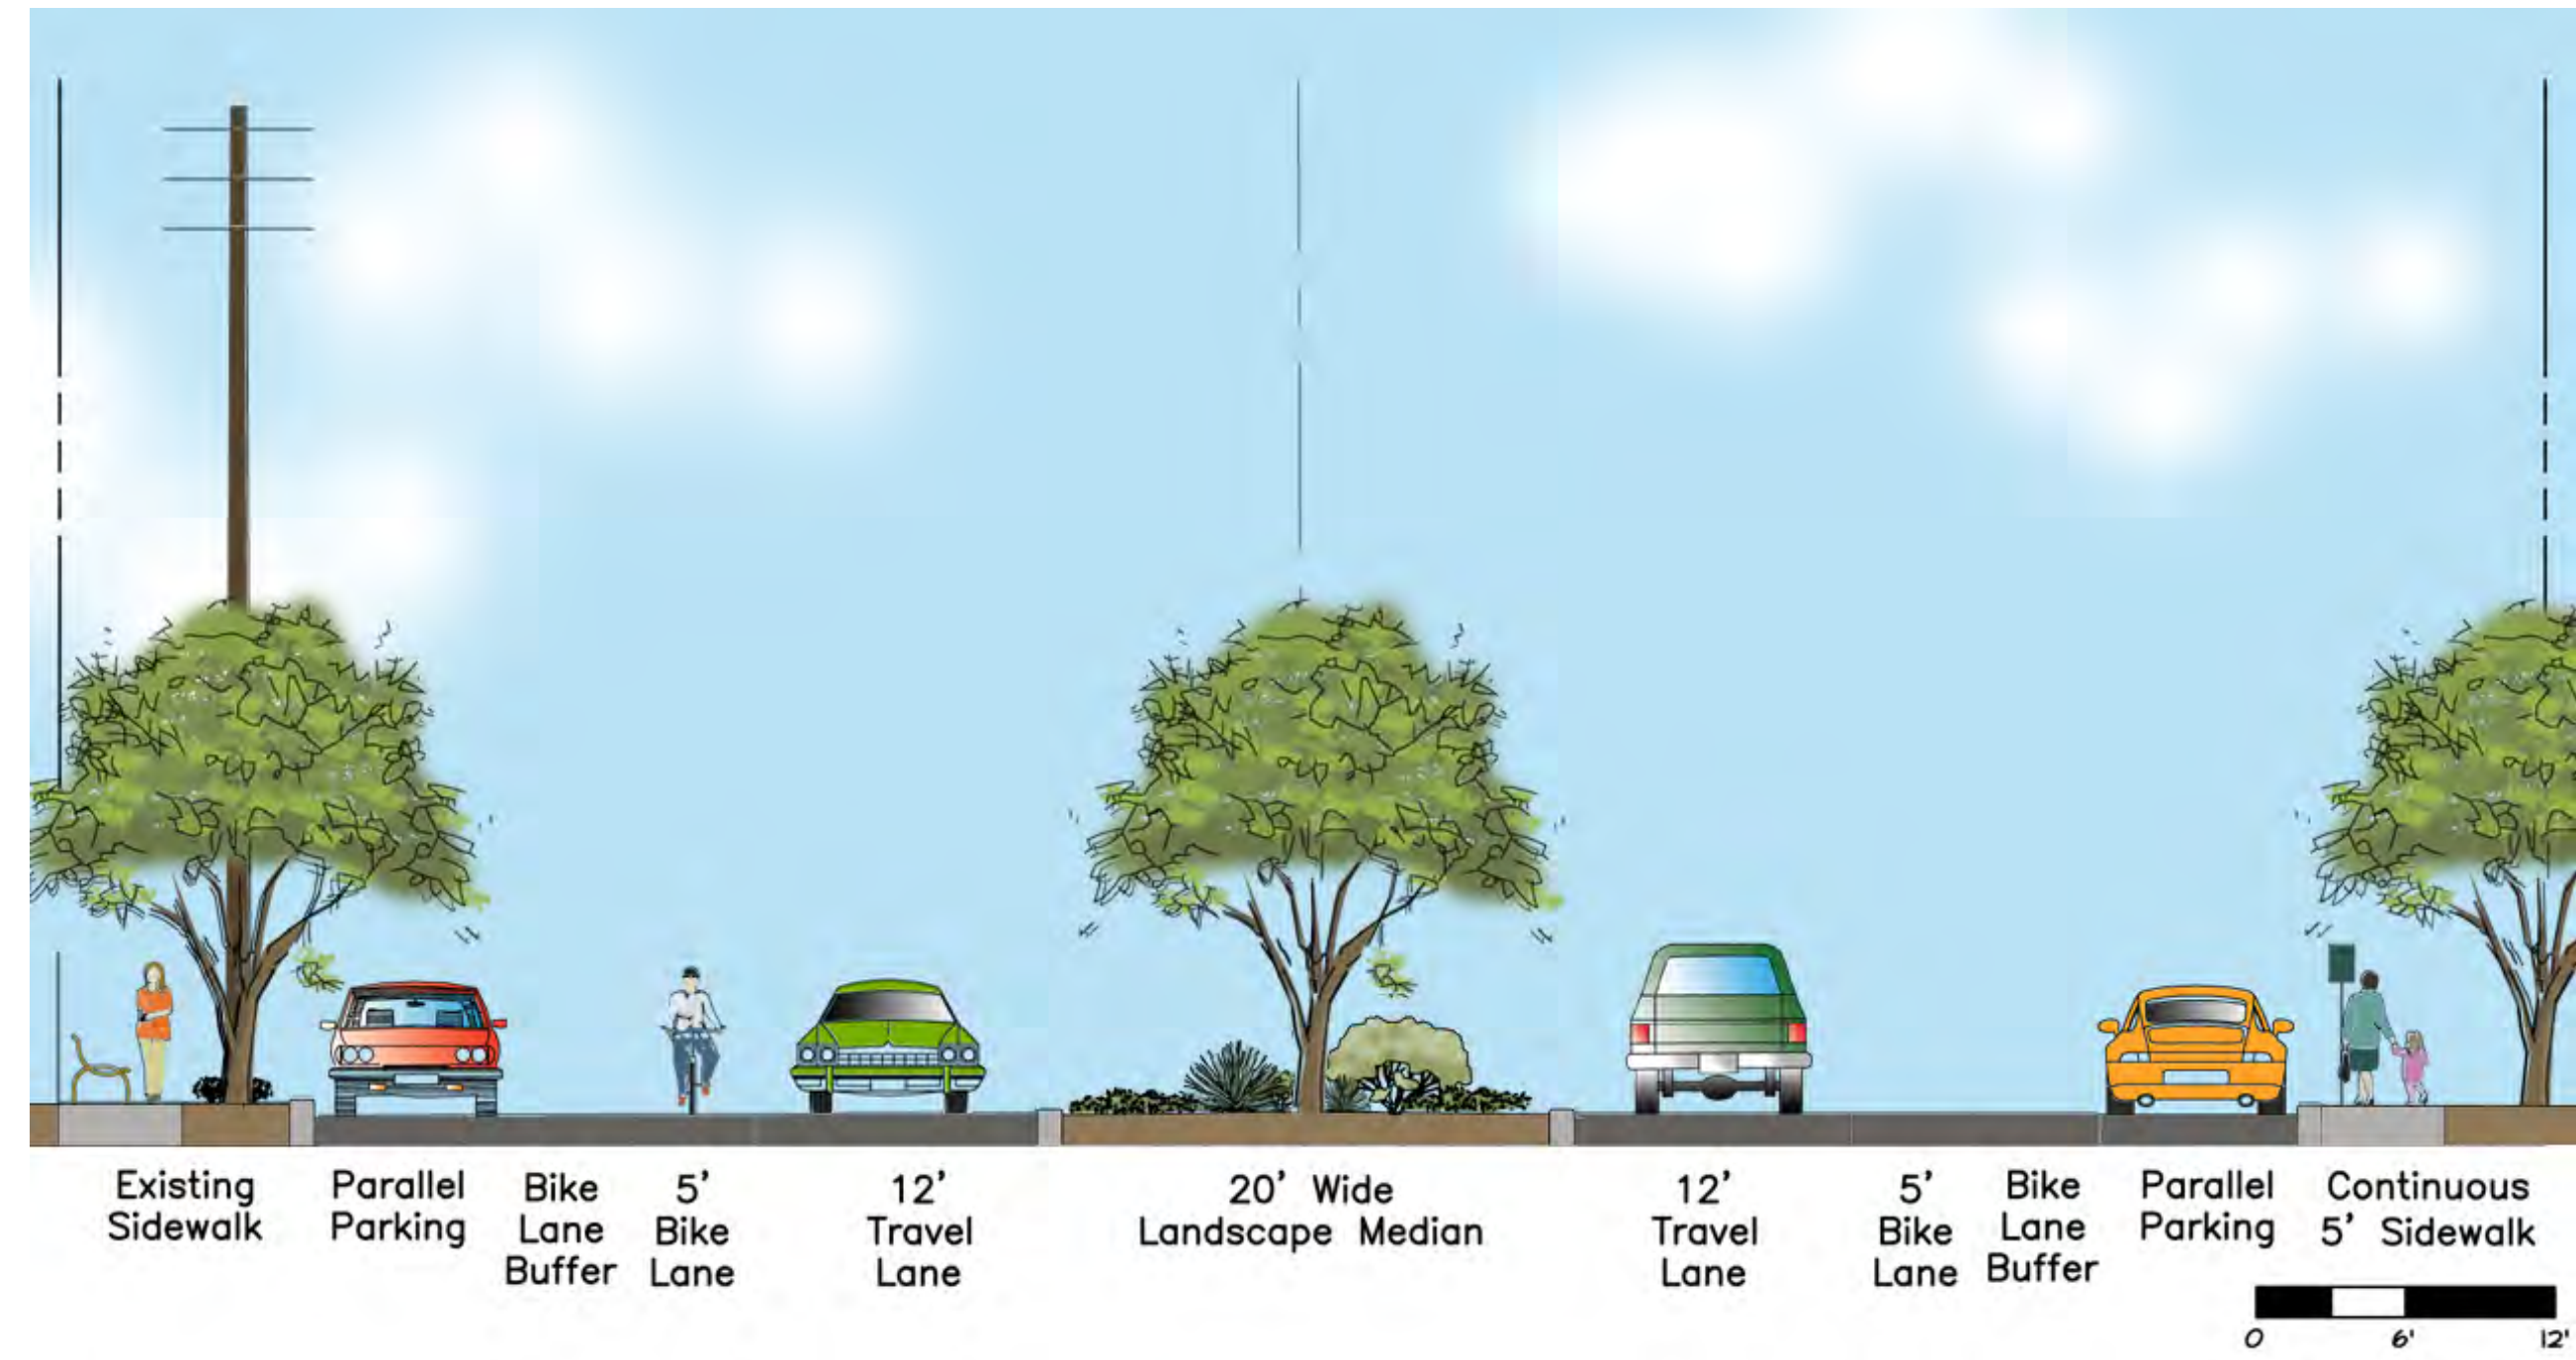 Existing
Sidewalk
Parallel
Parking
Bike
Lane
Buffer
5'
Bike
Lane
12'
Travel
Lane
20' Wide
Landscape Median
12'
Travel
Lane
5'
Bike
Lane
Bike
Lane
Buffer
Parallel
Parking
Continuous
5' Sidewalk
0 6' 12'